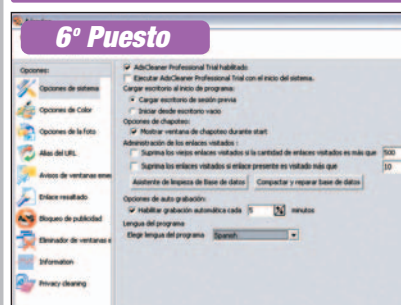 6º Puesto
Opciones:
Opciones de sistema
Opciones de Color
Opciones de la foto
Alias del URL
Avisos de ventanas emer
Enlace resaltado
Bloqueo de publicidad
Eliminador de ventanas e
Information
Privacy cleaning
AdsCleaner Professional Trial habilitado
Ejecutar AdsCleaner Professional Trial con el inicio del sistema.
Cargar escritorio al inicio de programa:
Cargar escritorio de sesión previa
Iniciar desde escritorio vacio
Opciones de chapoteo:
Mostrar ventana de chapoteo durante start
Administración de los enlaces visitados :
Suprima los viejos enlaces visitados si la cantidad de enlaces visitados es más que 500
Suprima los enlaces visitados si enlace presente es visitado más que 10
Asistente de limpieza de Base de datos Compactar y reparar base de datos
Opciones de auto grabación:
Habilitar grabación automática cada 5 minutos
Lengua del programa
Elegir lengua del programa Spanish